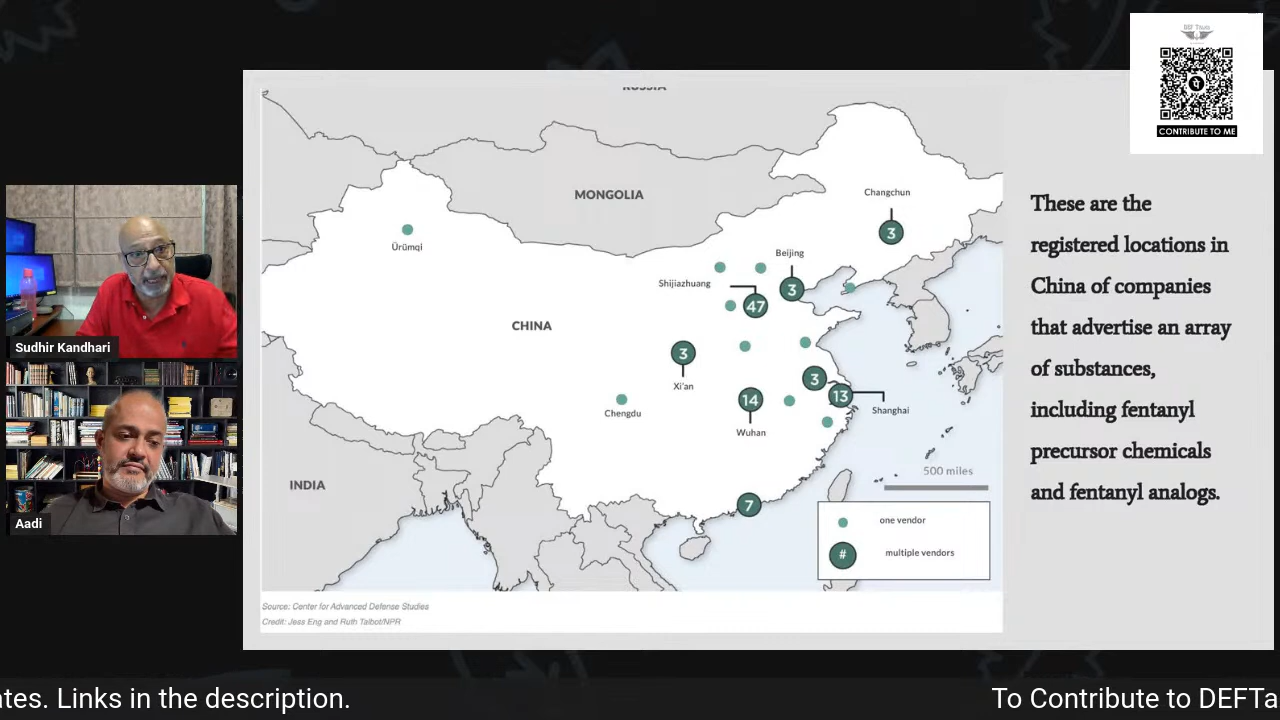 DEF Talks
CONTRIBUTE TO ME
RUSSIA
MONGOLIA
Changchun
3
Ürümqi
Beijing
Shijiazhuang
3
47
CHINA
3
Xi'an
3
14
13
Chengdu
Shanghai
Wuhan
500 miles
INDIA
7
one vendor
#
multiple vendors
Source: Center for Advanced Defense Studies
Credit: Jess Eng and Ruth Talbot/NPR
These are the
registered locations in
China of companies
that advertise an array
of substances,
including fentanyl
precursor chemicals
and fentanyl analogs.
Sudhir Kandhari
Aadi
ates. Links in the description.
To Contribute to DEFTa